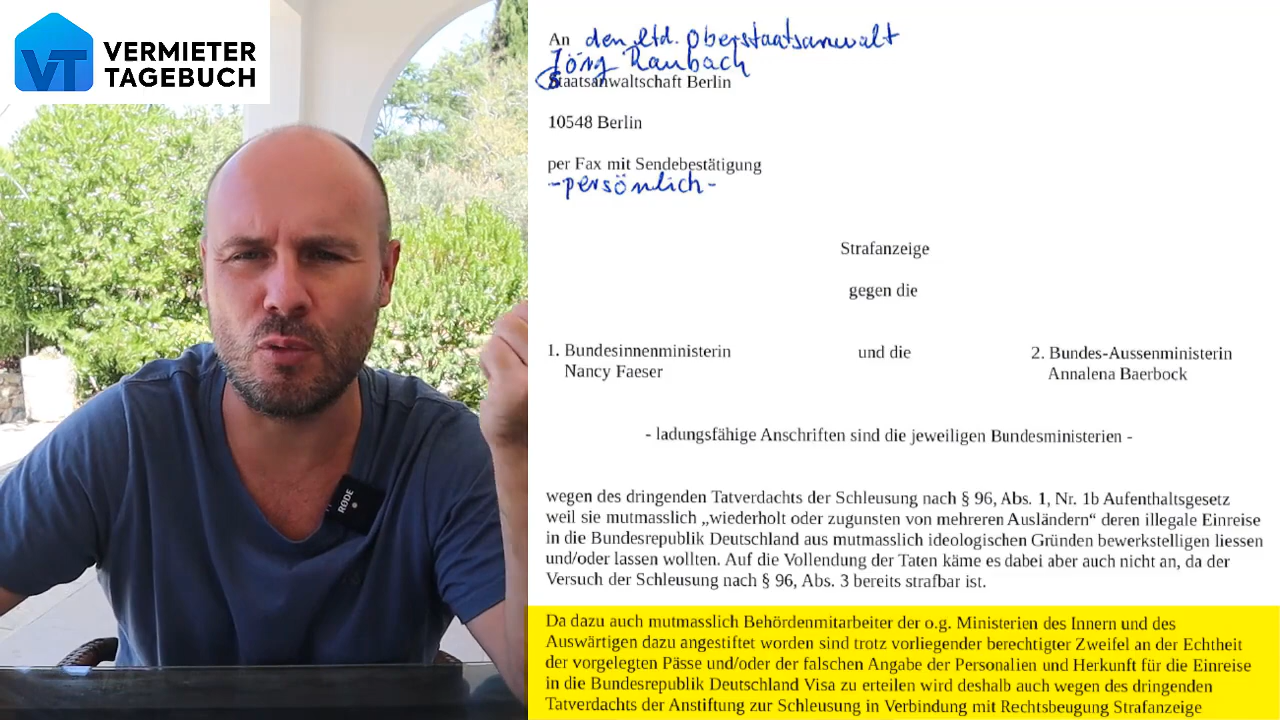 VT VERMIETER
TAGEBUCH
RODE
An den Ltd. Oberstaatsanwalt
Jörg Raubach
Staatsanwaltschaft Berlin
10548 Berlin
per Fax mit Sendebestätigung
-persönlich-
Strafanzeige
gegen die
1. Bundesinnenministerin und die 2. Bundes-Aussenministerin
Nancy Faeser Annalena Baerbock
- ladungsfähige Anschriften sind die jeweiligen Bundesministerien -
wegen des dringenden Tatverdachts der Schleusung nach § 96, Abs. 1, Nr. 1b Aufenthaltsgesetz
weil sie mutmasslich „wiederholt oder zugunsten von mehreren Ausländern“ deren illegale Einreise
in die Bundesrepublik Deutschland aus mutmasslich ideologischen Gründen bewerkstelligen liessen
und/oder lassen wollten. Auf die Vollendung der Taten käme es dabei aber auch nicht an, da der
Versuch der Schleusung nach § 96, Abs. 3 bereits strafbar ist.
Da dazu auch mutmasslich Behördenmitarbeiter der o.g. Ministerien des Innern und des
Auswärtigen dazu angestiftet worden sind trotz vorliegender berechtigter Zweifel an der Echtheit
der vorgelegten Pässe und/oder der falschen Angabe der Personalien und Herkunft für die Einreise
in die Bundesrepublik Deutschland Visa zu erteilen wird deshalb auch wegen des dringenden
Tatverdachts der Anstiftung zur Schleusung in Verbindung mit Rechtsbeugung Strafanzeige